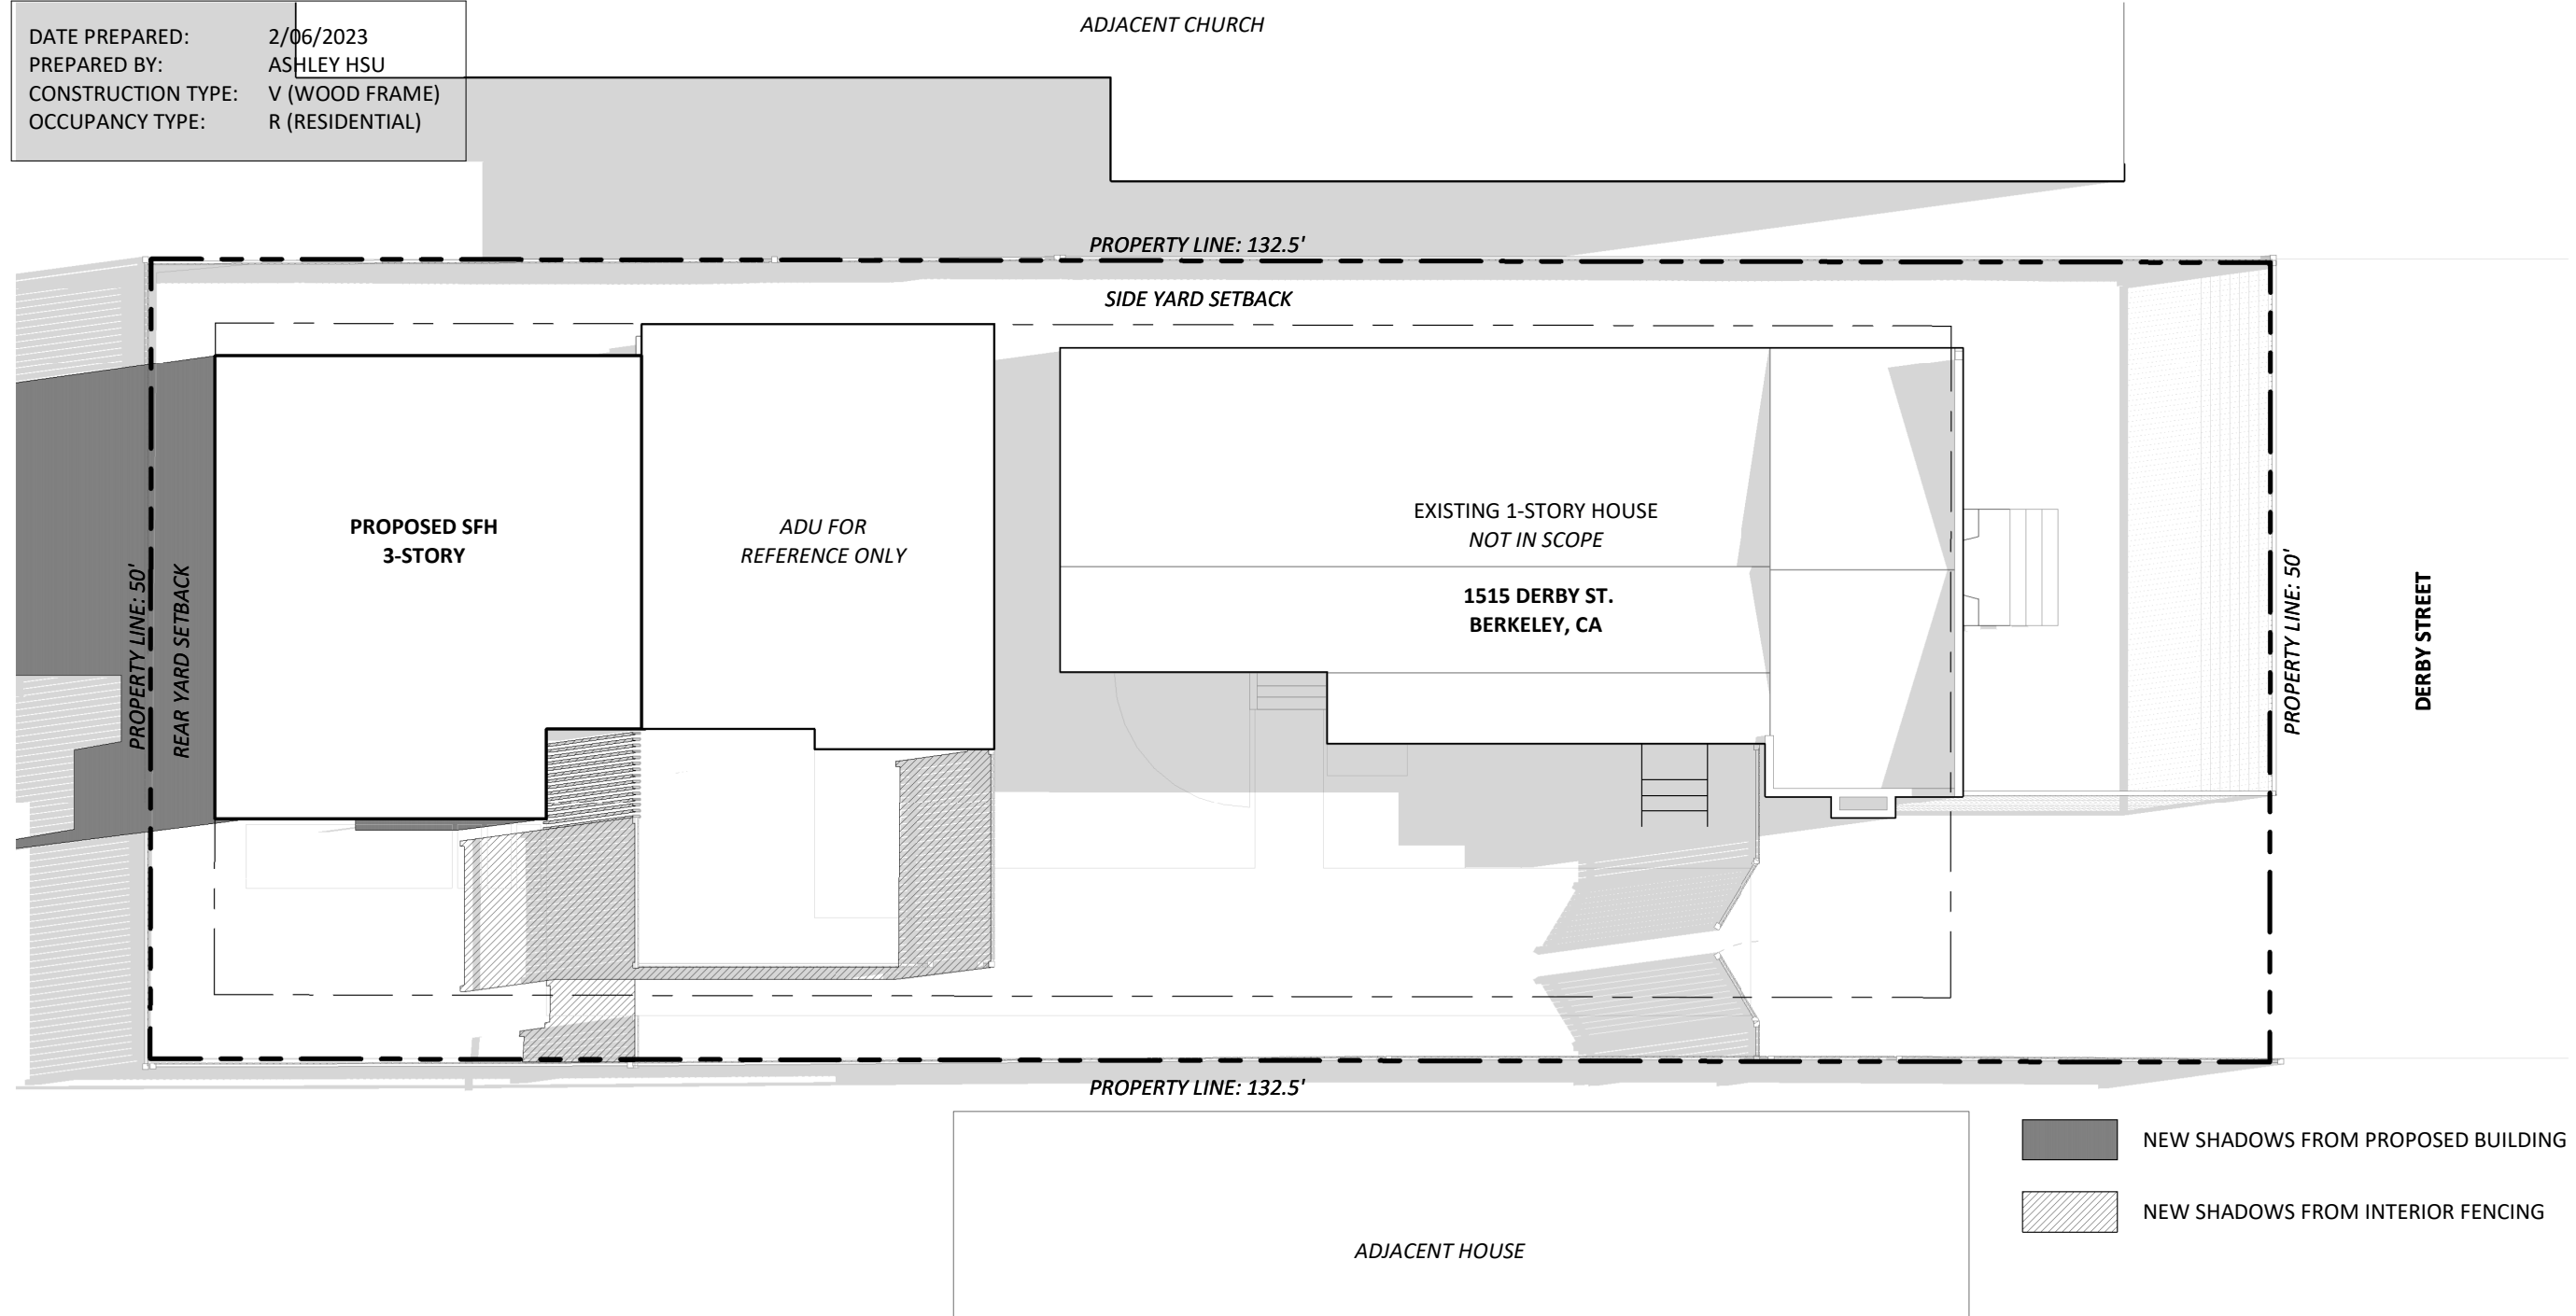 DATE PREPARED: 2/06/2023
PREPARED BY: ASHLEY HSU
CONSTRUCTION TYPE: V (WOOD FRAME)
OCCUPANCY TYPE: R (RESIDENTIAL)
ADJACENT CHURCH
PROPERTY LINE: 132.5'
SIDE YARD SETBACK
PROPERTY LINE: 50'
REAR YARD SETBACK
PROPOSED SFH
3-STORY
ADU FOR
REFERENCE ONLY
EXISTING 1-STORY HOUSE
NOT IN SCOPE
1515 DERBY ST.
BERKELEY, CA
PROPERTY LINE: 50'
DERBY STREET
PROPERTY LINE: 132.5'
ADJACENT HOUSE
NEW SHADOWS FROM PROPOSED BUILDING
NEW SHADOWS FROM INTERIOR FENCING